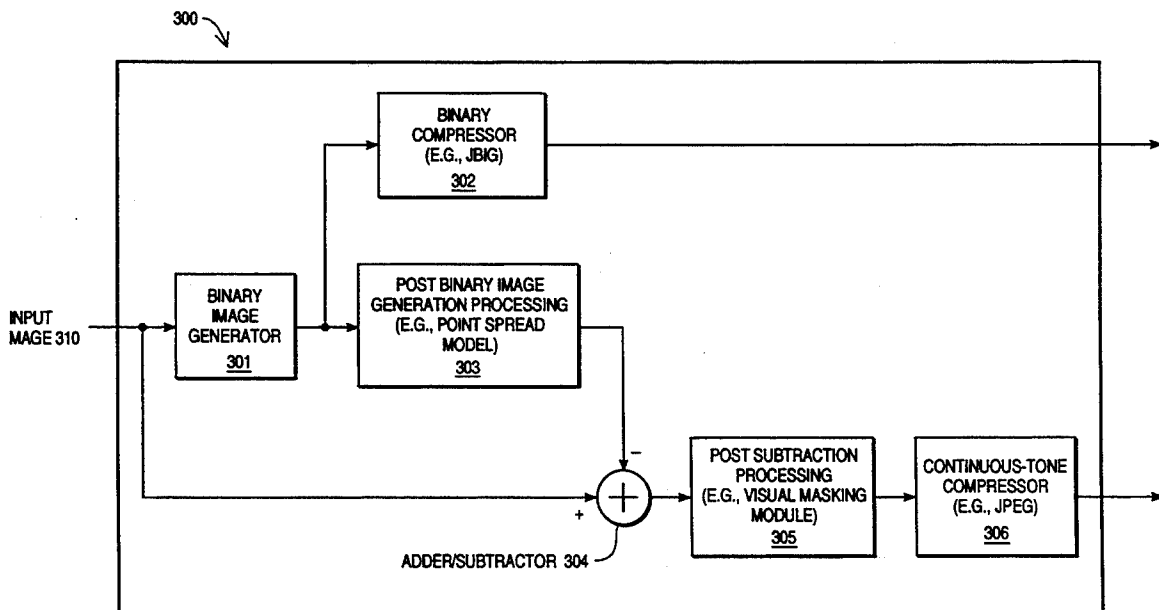 300
BINARY
COMPRESSOR
(E.G., JBIG)
302
BINARY
IMAGE
GENERATOR
301
POST BINARY IMAGE
GENERATION PROCESSING
(E.G., POINT SPREAD
MODEL)
303
INPUT
MAGE 310
−
+
+
ADDER/SUBTRACTOR 304
POST SUBTRACTION
PROCESSING
(E.G., VISUAL MASKING
MODULE)
305
CONTINUOUS-TONE
COMPRESSOR
(E.G., JPEG)
306